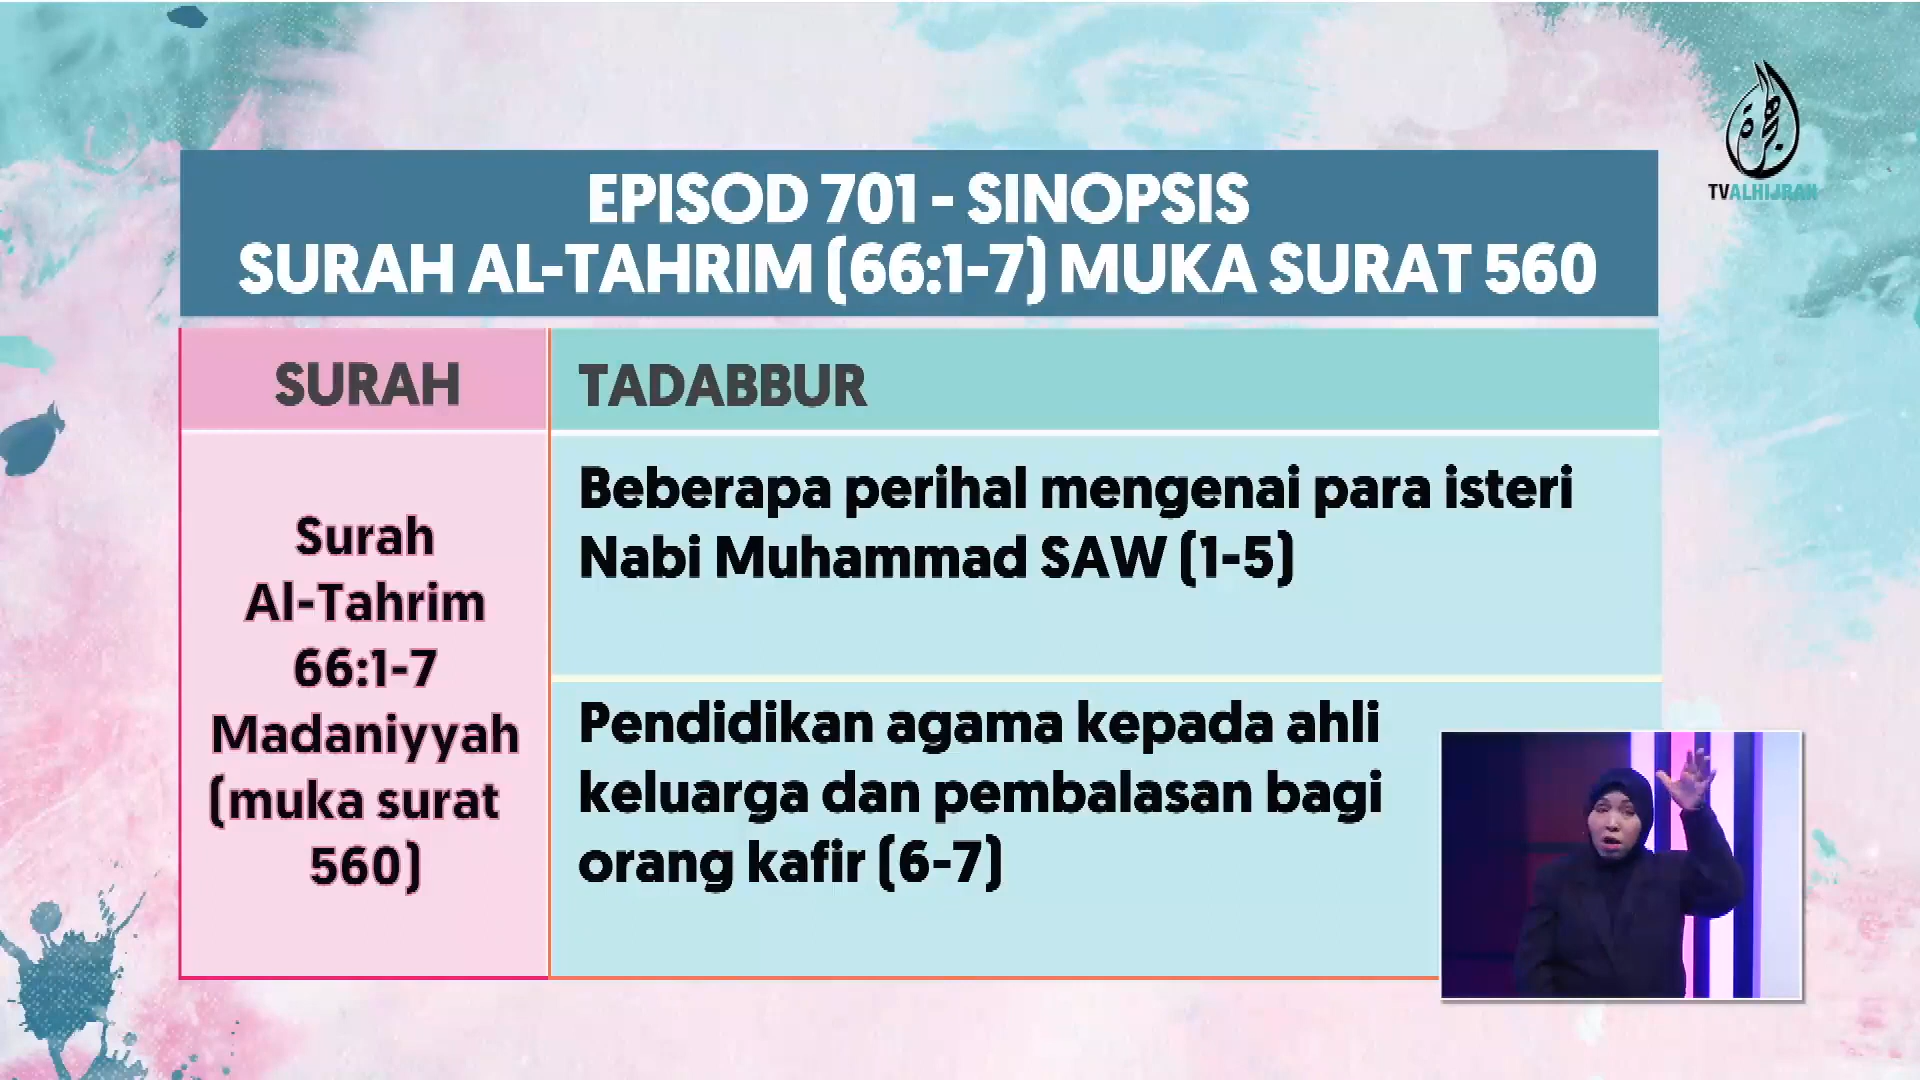 هجرة
TVALHIJRAH
EPISOD 701 - SINOPSIS
SURAH AL-TAHRIM (66:1-7) MUKA SURAT 560
SURAH
TADABBUR
Surah
Al-Tahrim
66:1-7
Madaniyyah
(muka surat
560)
Beberapa perihal mengenai para isteri
Nabi Muhammad SAW (1-5)
Pendidikan agama kepada ahli
keluarga dan pembalasan bagi
orang kafir (6-7)